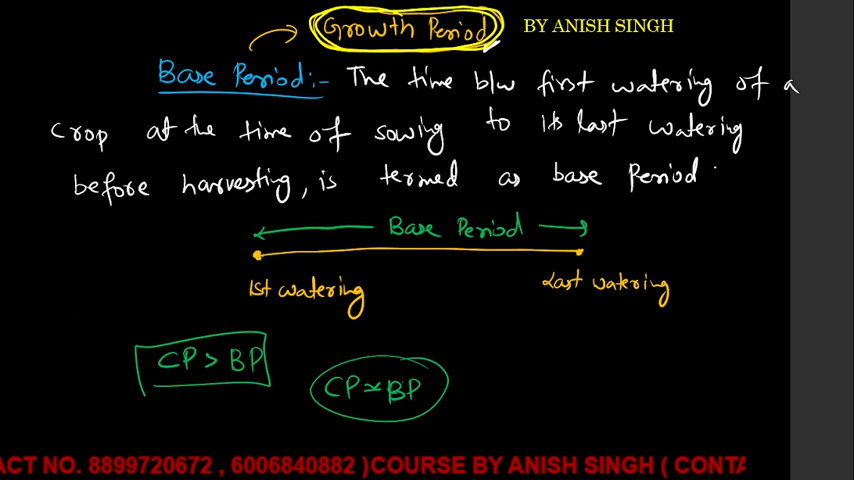 Growth Period BY ANISH SINGH
Base Period:- The time b/w first watering of a
crop at the time of sowing to its last watering
before harvesting, is termed as base Period.
Base Period
1st watering Last watering
CP > BP
CP ≃ BP
ACT NO. 8899720672 , 6006840882 )COURSE BY ANISH SINGH ( CONTA